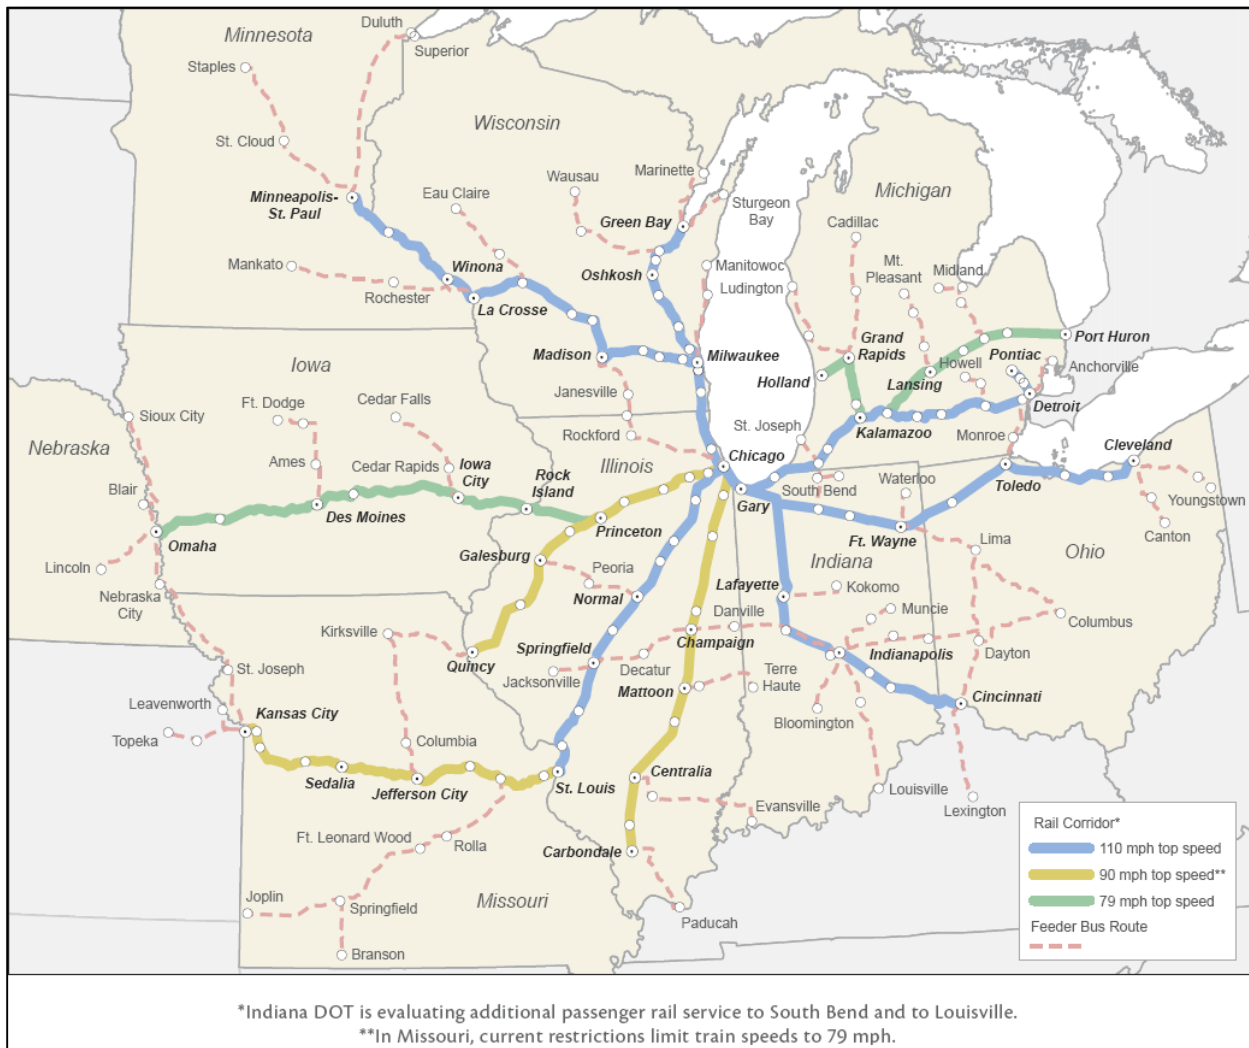 Duluth
Minnesota
Superior
Staples
Wisconsin
St. Cloud
Marinette
Wausau
Michigan
Eau Claire
Minneapolis-
St. Paul
Sturgeon
Bay
Green Bay
Cadillac
Mankato
Winona
Oshkosh
Manitowoc
Mt.
Pleasant
Midland
Ludington
Rochester
La Crosse
Port Huron
Grand
Rapids
Madison
Milwaukee
Pontiac
Iowa
Howell
Anchorville
Holland
Lansing
Janesville
Sioux City
Ft. Dodge
Cedar Falls
Detroit
St. Joseph
Kalamazoo
Rockford
Monroe
Nebraska
Chicago
Cleveland
Ames
Cedar Rapids
Iowa
City
Illinois
Rock
Island
South Bend
Waterloo
Toledo
Blair
Gary
Youngstown
Des Moines
Princeton
Canton
Omaha
Ft. Wayne
Lima
Galesburg
Ohio
Lincoln
Peoria
Indiana
Nebraska
City
Normal
Lafayette
Kokomo
Danville
Muncie
Columbus
Kirksville
Champaign
Springfield
Indianapolis
Dayton
Quincy
Decatur
St. Joseph
Jacksonville
Mattoon
Terre
Haute
Leavenworth
Kansas City
Cincinnati
Bloomington
Topeka
Columbia
Sedalia
Jefferson City
St. Louis
Centralia
Louisville
Lexington
Evansville
Ft. Leonard Wood
Rolla
Carbondale
Rail Corridor*
110 mph top speed
90 mph top speed**
79 mph top speed
Feeder Bus Route
Joplin
Springfield
Missouri
Paducah
Branson
*Indiana DOT is evaluating additional passenger rail service to South Bend and to Louisville.
**In Missouri, current restrictions limit train speeds to 79 mph.